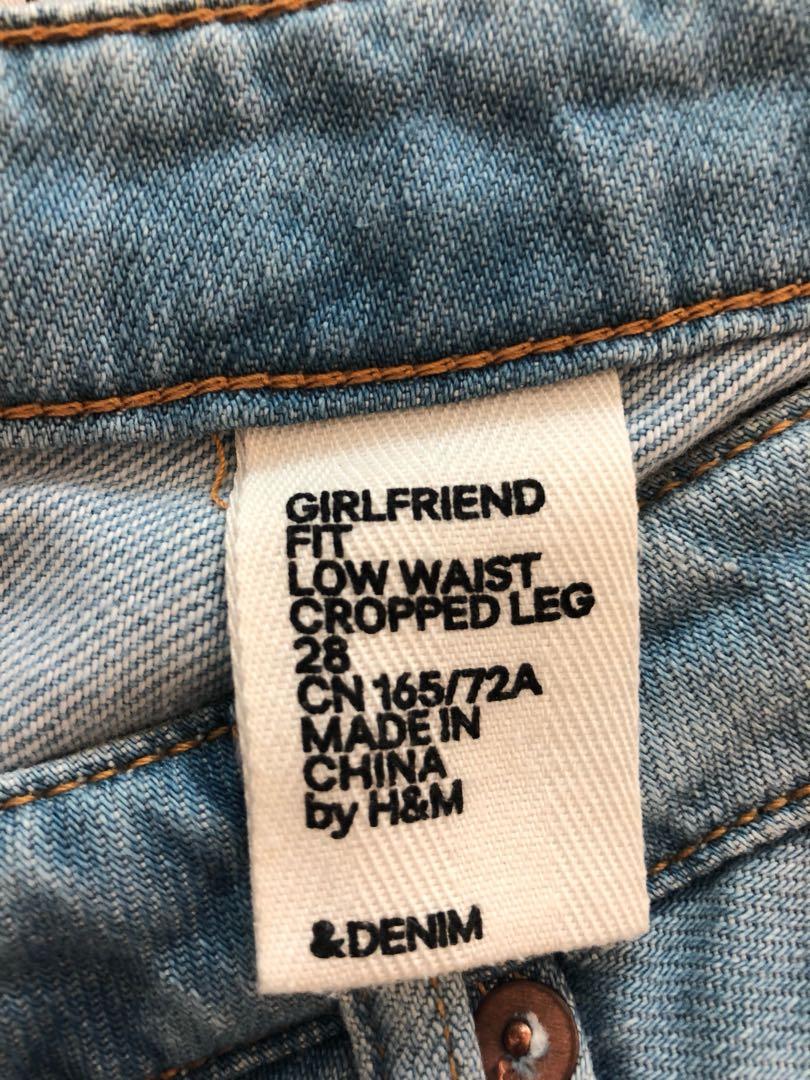 GIRLFRIEND
FIT
LOW WAIST
CROPPED LEG
28
CN 165/72A
MADE IN
CHINA
by H&M
&DENIM